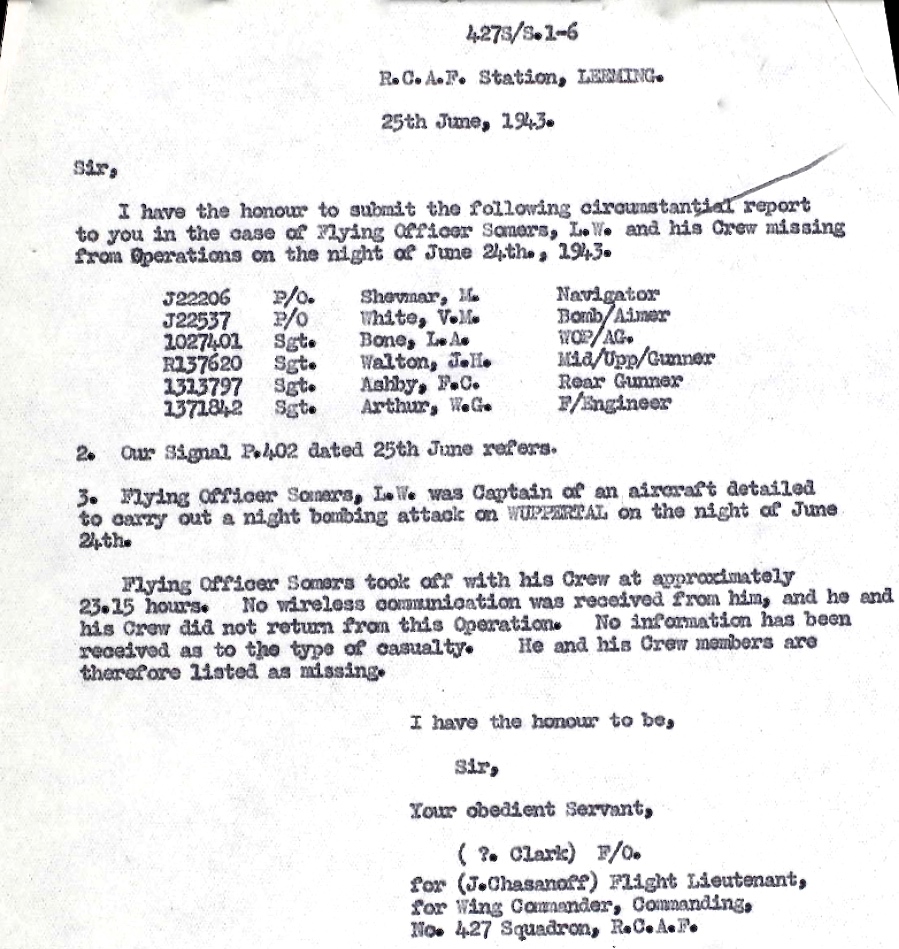 427S/S.1-6
R.C.A.F. Station, LEEMING.
25th June, 1943.
Sir,
I have the honour to submit the following circumstantial report
to you in the case of Flying Officer Somers, L.W. and his Crew missing
from Operations on the night of June 24th., 1943.
J22206 P/O. Shevmar, M. Navigator
J22537 P/O White, V.M. Bomb/Aimer
1027401 Sgt. Bone, L.A. WOP/AG.
R137620 Sgt. Walton, J.H. Mid/Upp/Gunner
1313797 Sgt. Ashby, F.C. Rear Gunner
1371842 Sgt. Arthur, W.G. F/Engineer
2. Our Signal P.402 dated 25th June refers.
3. Flying Officer Somers, L.W. was Captain of an aircraft detailed
to carry out a night bombing attack on WUPPERTAL on the night of June
24th.
Flying Officer Somers took off with his Crew at approximately
23.15 hours. No wireless communication was received from him, and he and
his Crew did not return from this Operation. No information has been
received as to the type of casualty. He and his Crew members are
therefore listed as missing.
I have the honour to be,
Sir,
Your obedient Servant,
( ?. Clark) F/O.
for (J.Chasanoff) Flight Lieutenant,
for Wing Commander, Commanding,
No. 427 Squadron, R.C.A.F.